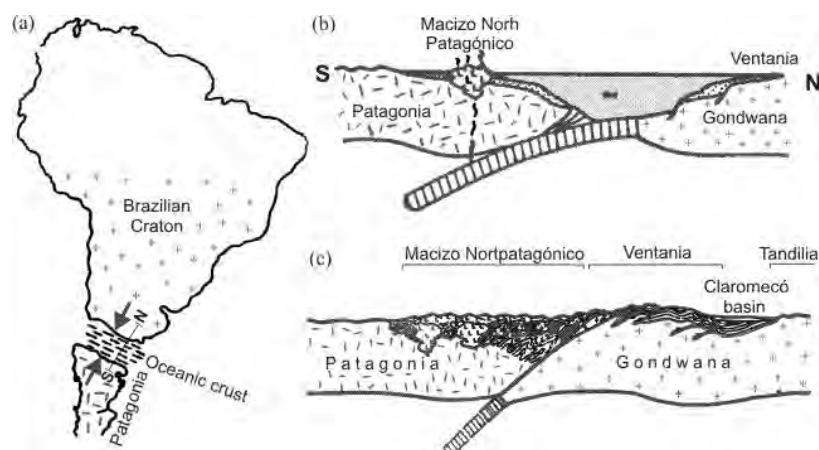 (a)
Brazilian
Craton
N
S
Oceanic crust
Patagonia
(b)
Macizo Norh
Patagónico
S
Ventania
N
Patagonia
Gondwana
(c)
Macizo Nortpatagónico
Ventania
Tandilia
Claromecó
basin
Patagonia
Gondwana